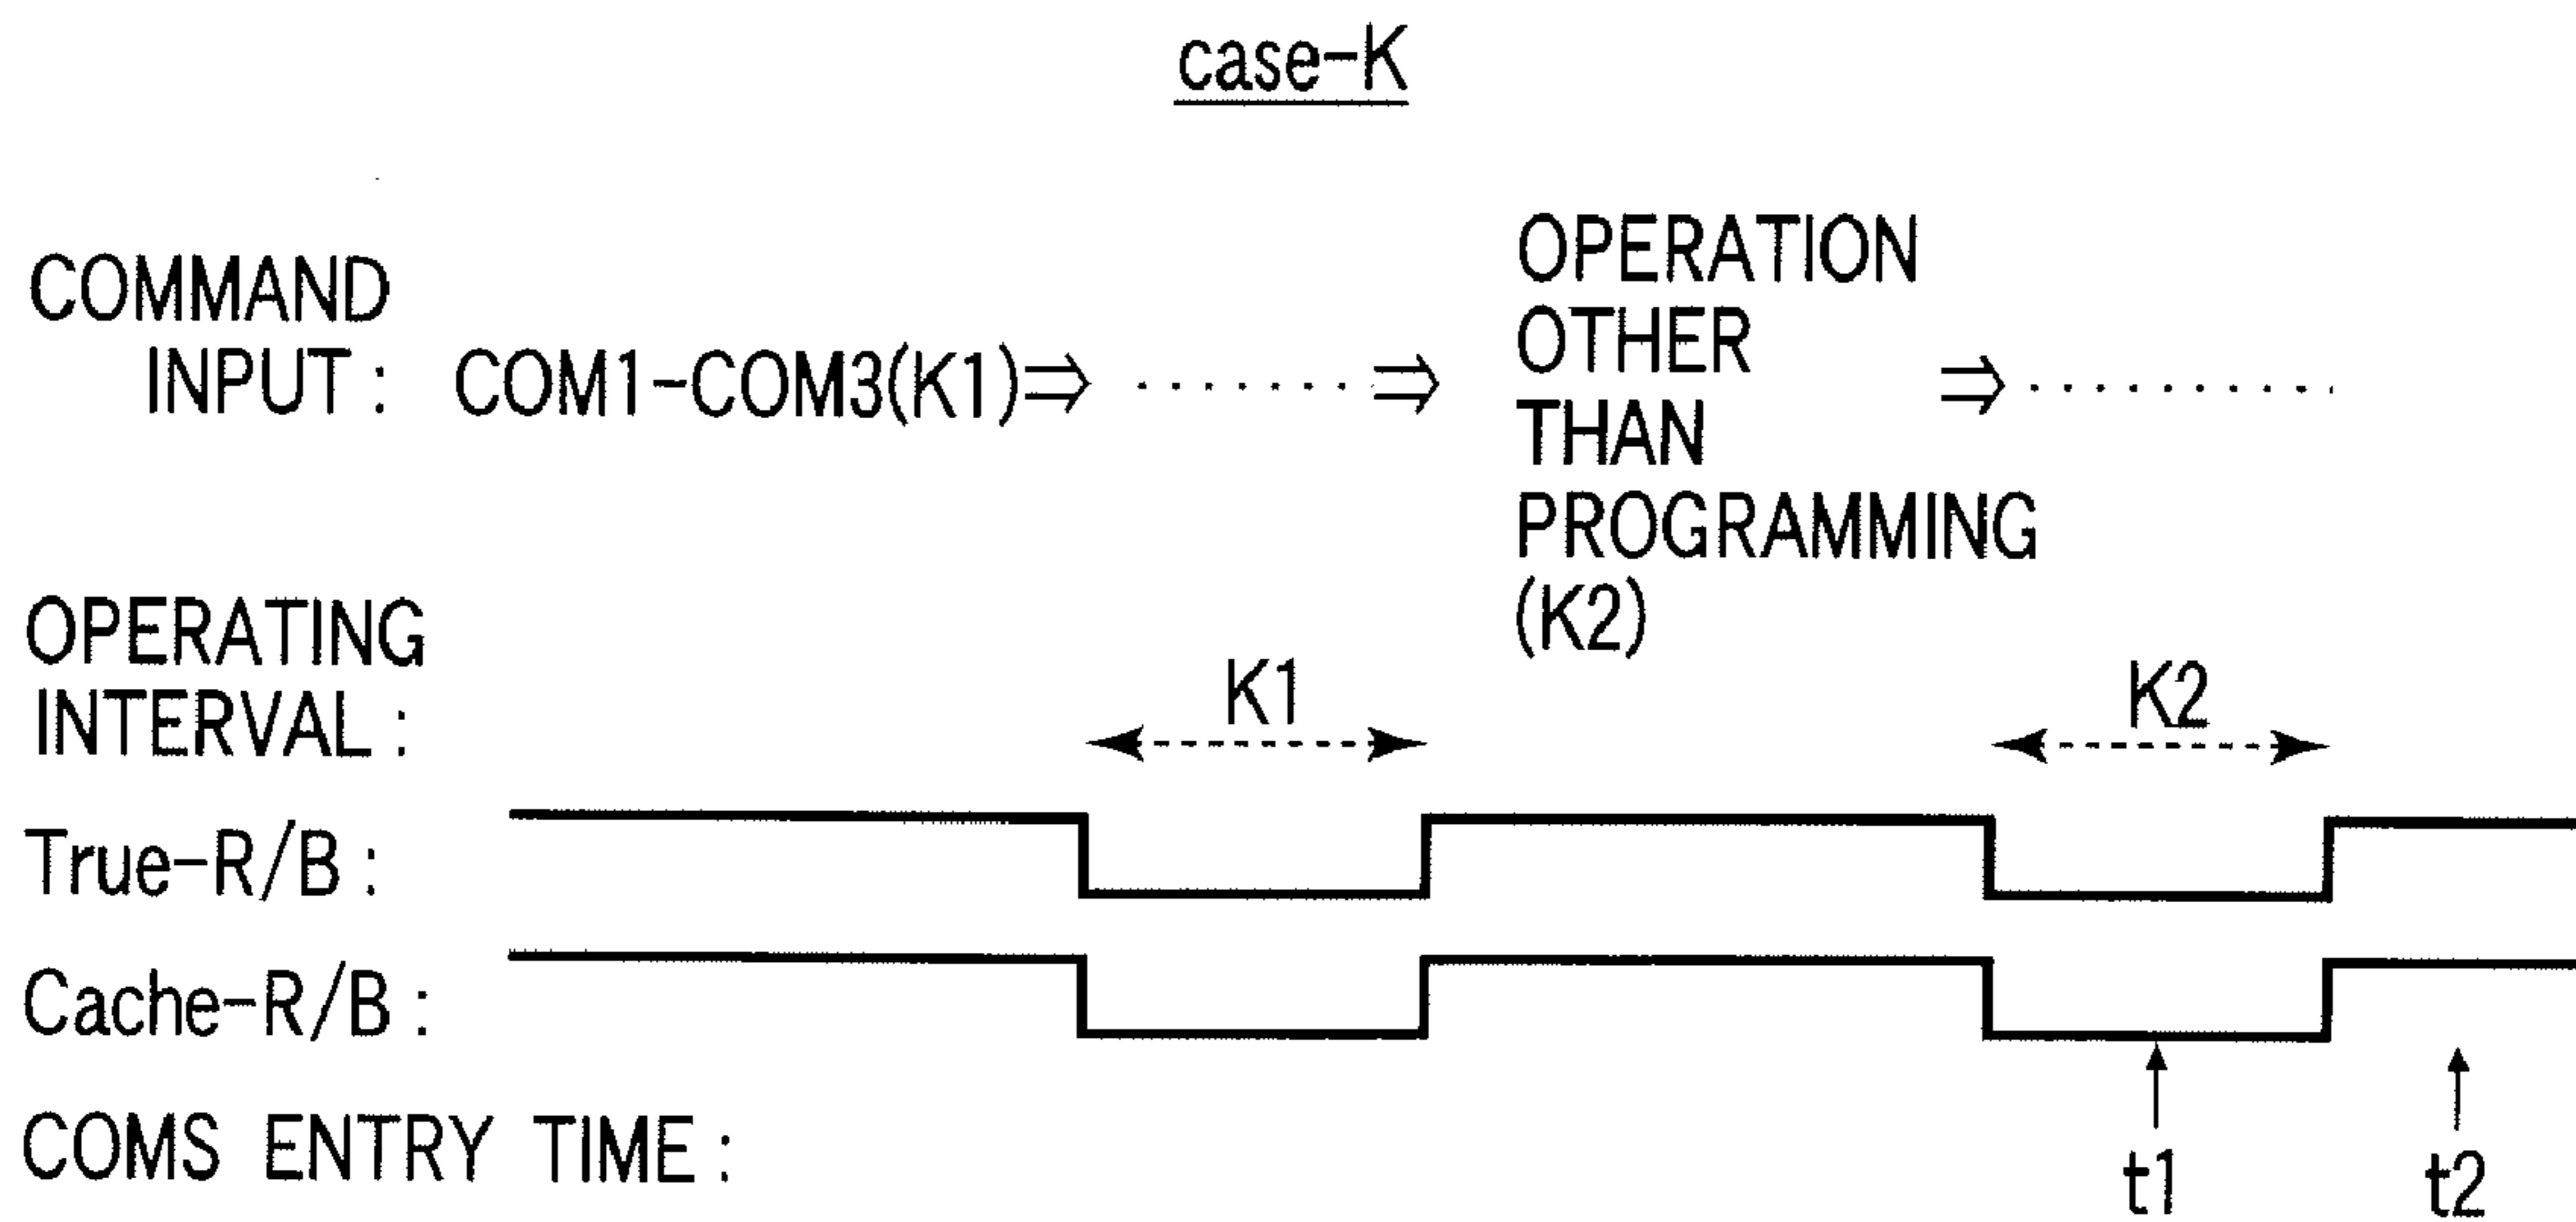 case-K
COMMAND
INPUT : COM1-COM3(K1)⇒ ········⇒
OPERATION
OTHER
THAN
PROGRAMMING
(K2)
⇒··········
OPERATING
INTERVAL :
K1
K2
True-R/B :
Cache-R/B :
COMS ENTRY TIME :
t1
t2